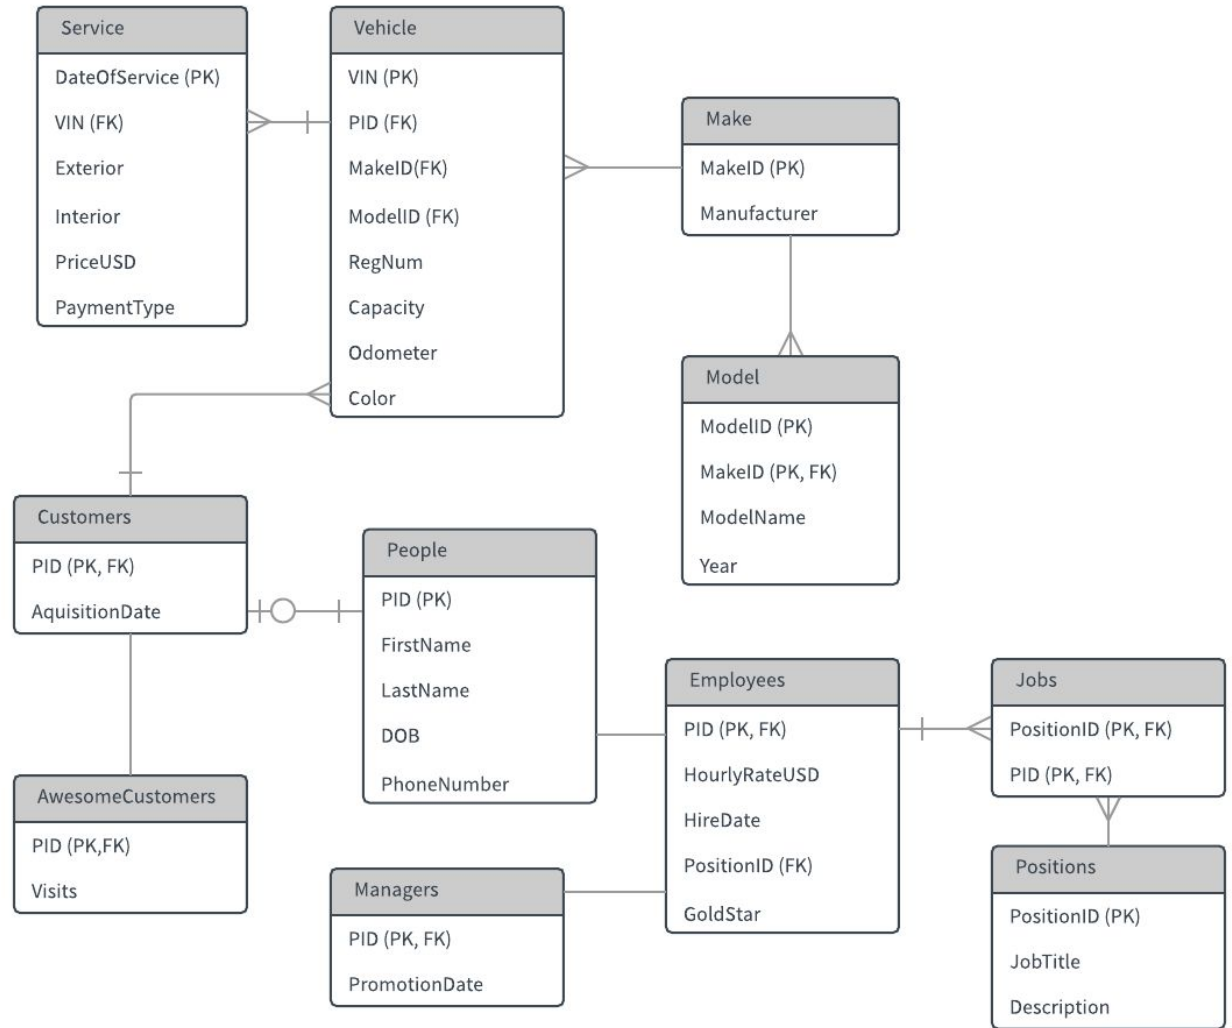 Service
DateOfService (PK)
VIN (FK)
Exterior
Interior
PriceUSD
PaymentType
Vehicle
VIN (PK)
PID (FK)
MakeID(FK)
ModelID (FK)
RegNum
Capacity
Odometer
Color
Make
MakeID (PK)
Manufacturer
Model
ModelID (PK)
MakeID (PK, FK)
ModelName
Year
Customers
PID (PK, FK)
AquisitionDate
People
PID (PK)
FirstName
LastName
DOB
PhoneNumber
Employees
PID (PK, FK)
HourlyRateUSD
HireDate
PositionID (FK)
GoldStar
Jobs
PositionID (PK, FK)
PID (PK, FK)
AwesomeCustomers
PID (PK,FK)
Visits
Managers
PID (PK, FK)
PromotionDate
Positions
PositionID (PK)
JobTitle
Description